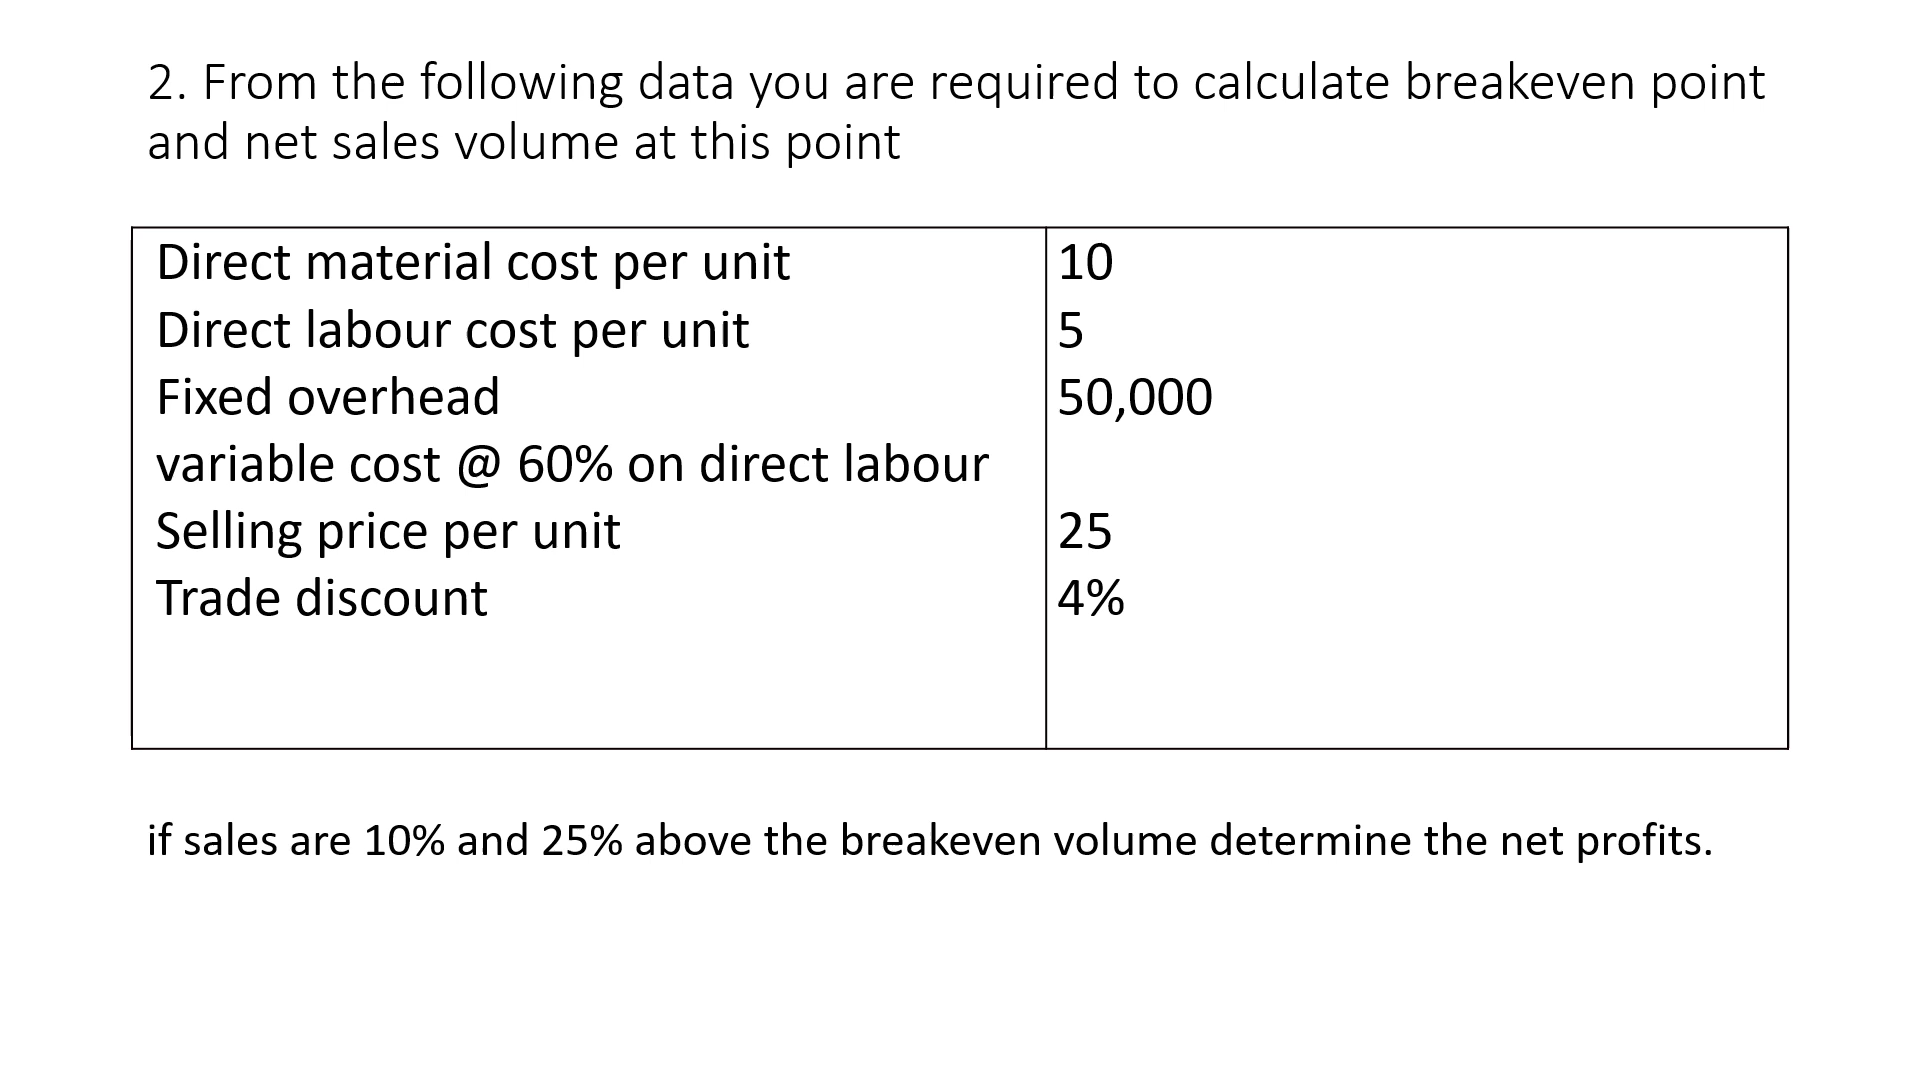 2. From the following data you are required to calculate breakeven point
and net sales volume at this point
Direct material cost per unit 10
Direct labour cost per unit 5
Fixed overhead 50,000
variable cost @ 60% on direct labour
Selling price per unit 25
Trade discount 4%
if sales are 10% and 25% above the breakeven volume determine the net profits.